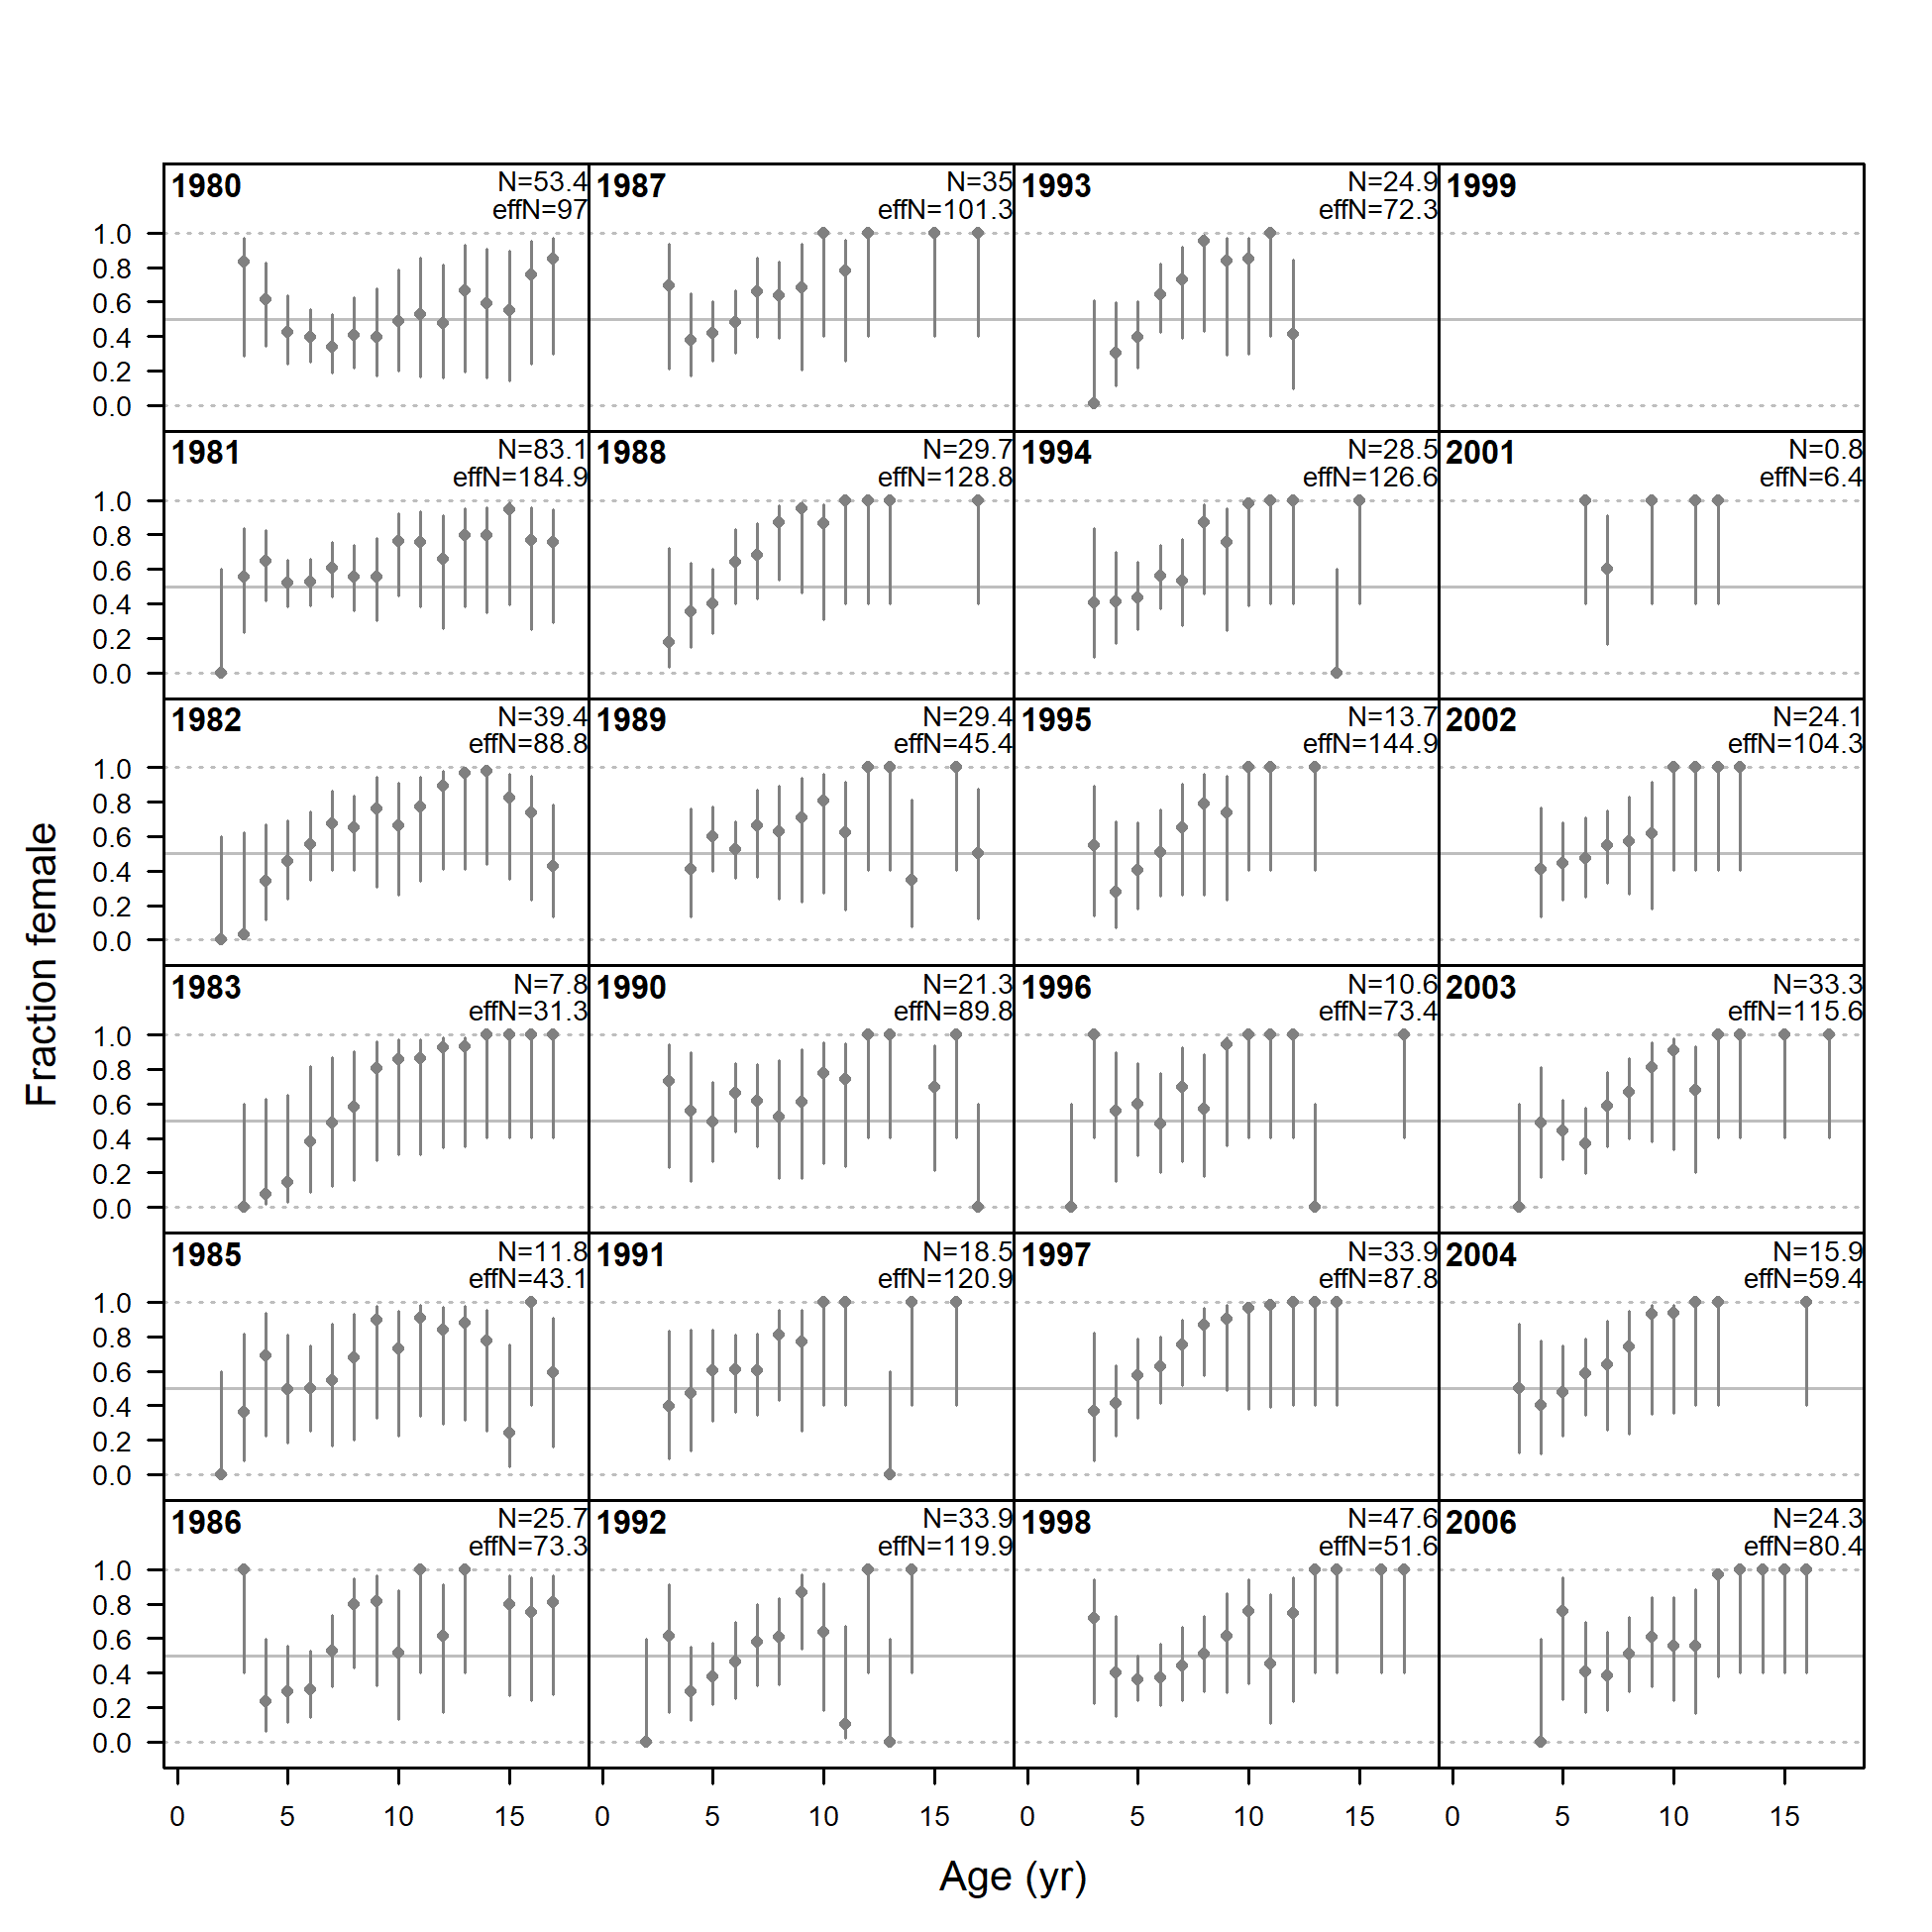 1980 N=53.4 1987 N=35 1993 N=24.9 1999
effN=97 effN=101.3 effN=72.3
1.0
0.8
0.6
0.4
0.2
0.0
1981 N=83.1 1988 N=29.7 1994 N=28.5 2001 N=0.8
effN=184.9 effN=128.8 effN=126.6 effN=6.4
1.0
0.8
0.6
0.4
0.2
0.0
1982 N=39.4 1989 N=29.4 1995 N=13.7 2002 N=24.1
effN=88.8 effN=45.4 effN=144.9 effN=104.3
1.0
0.8
0.6
0.4
0.2
0.0
Fraction female
1983 N=7.8 1990 N=21.3 1996 N=10.6 2003 N=33.3
effN=31.3 effN=89.8 effN=73.4 effN=115.6
1.0
0.8
0.6
0.4
0.2
0.0
1985 N=11.8 1991 N=18.5 1997 N=33.9 2004 N=15.9
effN=43.1 effN=120.9 effN=87.8 effN=59.4
1.0
0.8
0.6
0.4
0.2
0.0
1986 N=25.7 1992 N=33.9 1998 N=47.6 2006 N=24.3
effN=73.3 effN=119.9 effN=51.6 effN=80.4
1.0
0.8
0.6
0.4
0.2
0.0
0 5 10 15 0 5 10 15 0 5 10 15 0 5 10 15
Age (yr)